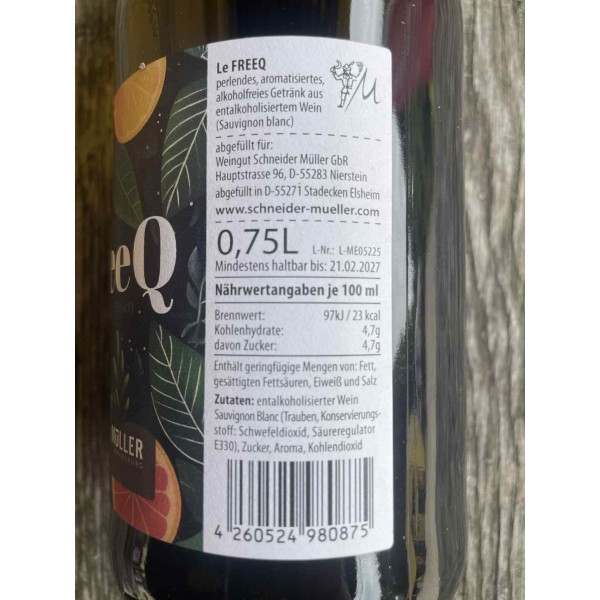 Le FREEQ
perlendes, aromatisiertes,
alkoholfreies Getränk aus
entalkoholisiertem Wein
(Sauvignon blanc)
M
abgefüllt für:
Weingut Schneider Müller GbR
Hauptstrasse 96, D-55283 Nierstein
abgefüllt in D-55271 Stadecken Elsheim
www.schneider-mueller.com
0,75L L-Nr.: L-ME05225
Mindestens haltbar bis: 21.02.2027
Nährwertangaben je 100 ml
Brennwert: 97kJ / 23 kcal
Kohlenhydrate: 4,7g
davon Zucker: 4,7g
Enthält geringfügige Mengen von: Fett,
gesättigten Fettsäuren, Eiweiß und Salz
Zutaten: entalkoholisierter Wein
Sauvignon Blanc (Trauben, Konservierungs-
stoff: Schwefeldioxid, Säureregulator
E330), Zucker, Aroma, Kohlendioxid
4 260524 980875
eeQ
MÜLLER